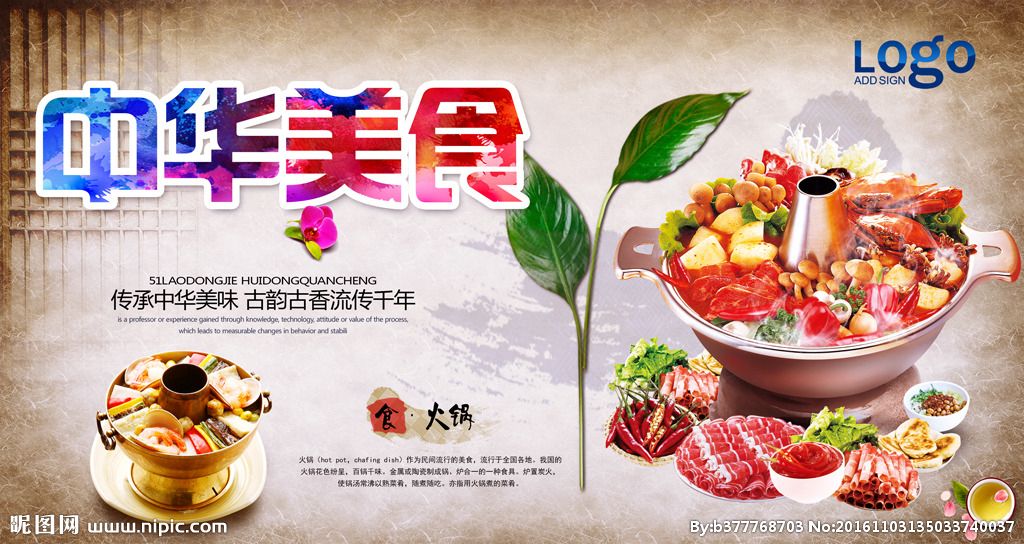 LOGO
ADD SIGN
中华美食
51LAODONGJIE HUIDONGQUANCHENG
传承中华美味 古韵古香流传千年
is a professor or experience gained through knowledge, technology, attitude or value of the process,
which leads to measurable changes in behavior and stabili
食·火锅
火锅（hot pot, chafing dish）作为民间流行的美食，流行于全国各地。我国的
火锅花色纷呈，百锅千味。金属或陶瓷制成锅、炉合一的一种食具。炉置炭火，
使锅汤常沸以熟菜肴，随煮随吃。亦指用火锅煮的菜肴。
昵图网 www.nipic.com
By:b377768703 No:20161103135033740037